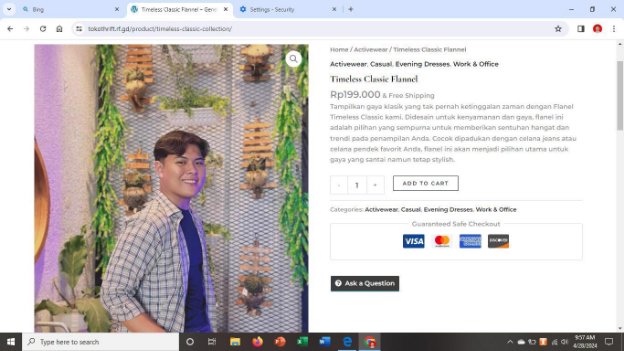 Bing
Timeless Classic Flannel – Gene
Settings - Security
tokothrift.rf.gd/product/timeless-classic-collection/
Home / Activewear / Timeless Classic Flannel
Activewear, Casual, Evening Dresses, Work & Office
Timeless Classic Flannel
Rp199.000 & Free Shipping
Tampilkan gaya klasik yang tak pernah ketinggalan zaman dengan Flanel
Timeless Classic kami. Didesain untuk kenyamanan dan gaya, flanel ini
adalah pilihan yang sempurna untuk memberikan sentuhan hangat dan
trendi pada penampilan Anda. Cocok dipadukan dengan celana jeans atau
celana pendek favorit Anda, flanel ini akan menjadi pilihan utama untuk
gaya yang santai namun tetap stylish.
- 1 +
ADD TO CART
Categories: Activewear, Casual, Evening Dresses, Work & Office
Guaranteed Safe Checkout
VISA
mastercard
AMERICAN EXPRESS
DISCOVER
? Ask a Question
Type here to search
9:57 AM
4/28/2024